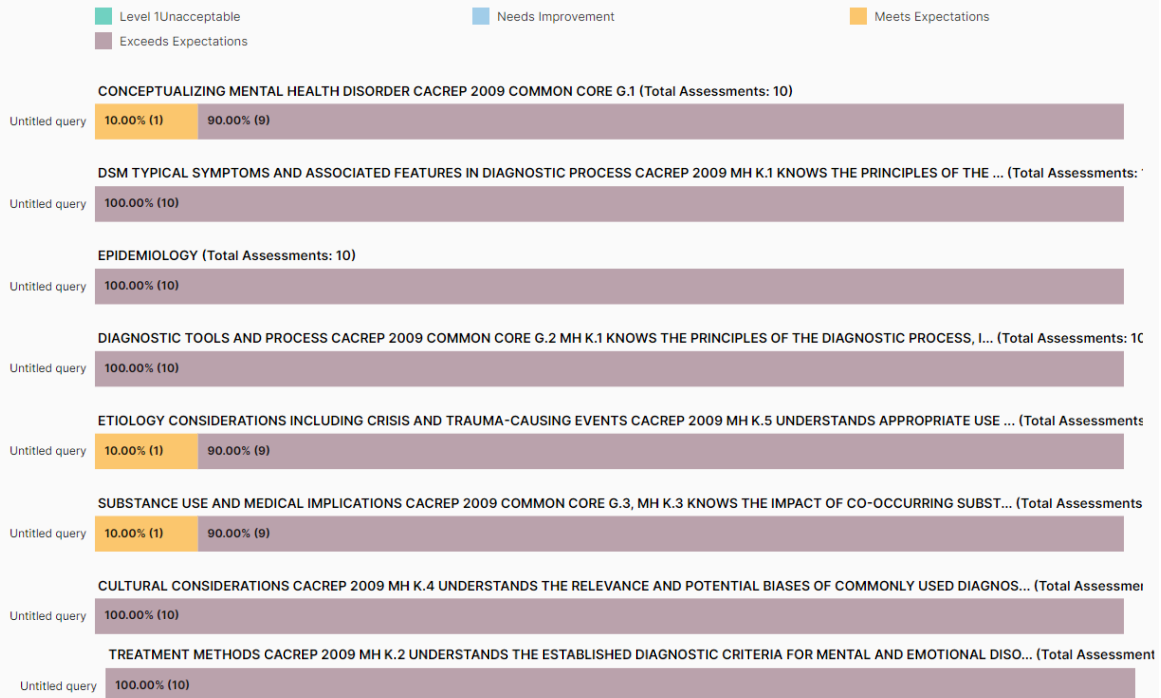 Level 1Unacceptable
Needs Improvement
Meets Expectations
Exceeds Expectations
CONCEPTUALIZING MENTAL HEALTH DISORDER CACREP 2009 COMMON CORE G.1 (Total Assessments: 10)
Untitled query
10.00% (1)
90.00% (9)
DSM TYPICAL SYMPTOMS AND ASSOCIATED FEATURES IN DIAGNOSTIC PROCESS CACREP 2009 MH K.1 KNOWS THE PRINCIPLES OF THE ... (Total Assessments:
Untitled query
100.00% (10)
EPIDEMIOLOGY (Total Assessments: 10)
Untitled query
100.00% (10)
DIAGNOSTIC TOOLS AND PROCESS CACREP 2009 COMMON CORE G.2 MH K.1 KNOWS THE PRINCIPLES OF THE DIAGNOSTIC PROCESS, I... (Total Assessments: 10
Untitled query
100.00% (10)
ETIOLOGY CONSIDERATIONS INCLUDING CRISIS AND TRAUMA-CAUSING EVENTS CACREP 2009 MH K.5 UNDERSTANDS APPROPRIATE USE ... (Total Assessments
Untitled query
10.00% (1)
90.00% (9)
SUBSTANCE USE AND MEDICAL IMPLICATIONS CACREP 2009 COMMON CORE G.3, MH K.3 KNOWS THE IMPACT OF CO-OCCURRING SUBST... (Total Assessments
Untitled query
10.00% (1)
90.00% (9)
CULTURAL CONSIDERATIONS CACREP 2009 MH K.4 UNDERSTANDS THE RELEVANCE AND POTENTIAL BIASES OF COMMONLY USED DIAGNOS... (Total
Untitled query
100.00% (10)
TREATMENT METHODS CACREP 2009 MH K.2 UNDERSTANDS THE ESTABLISHED DIAGNOSTIC CRITERIA FOR MENTAL AND EMOTIONAL DISO... (Total Assessment
Untitled query
100.00% (10)